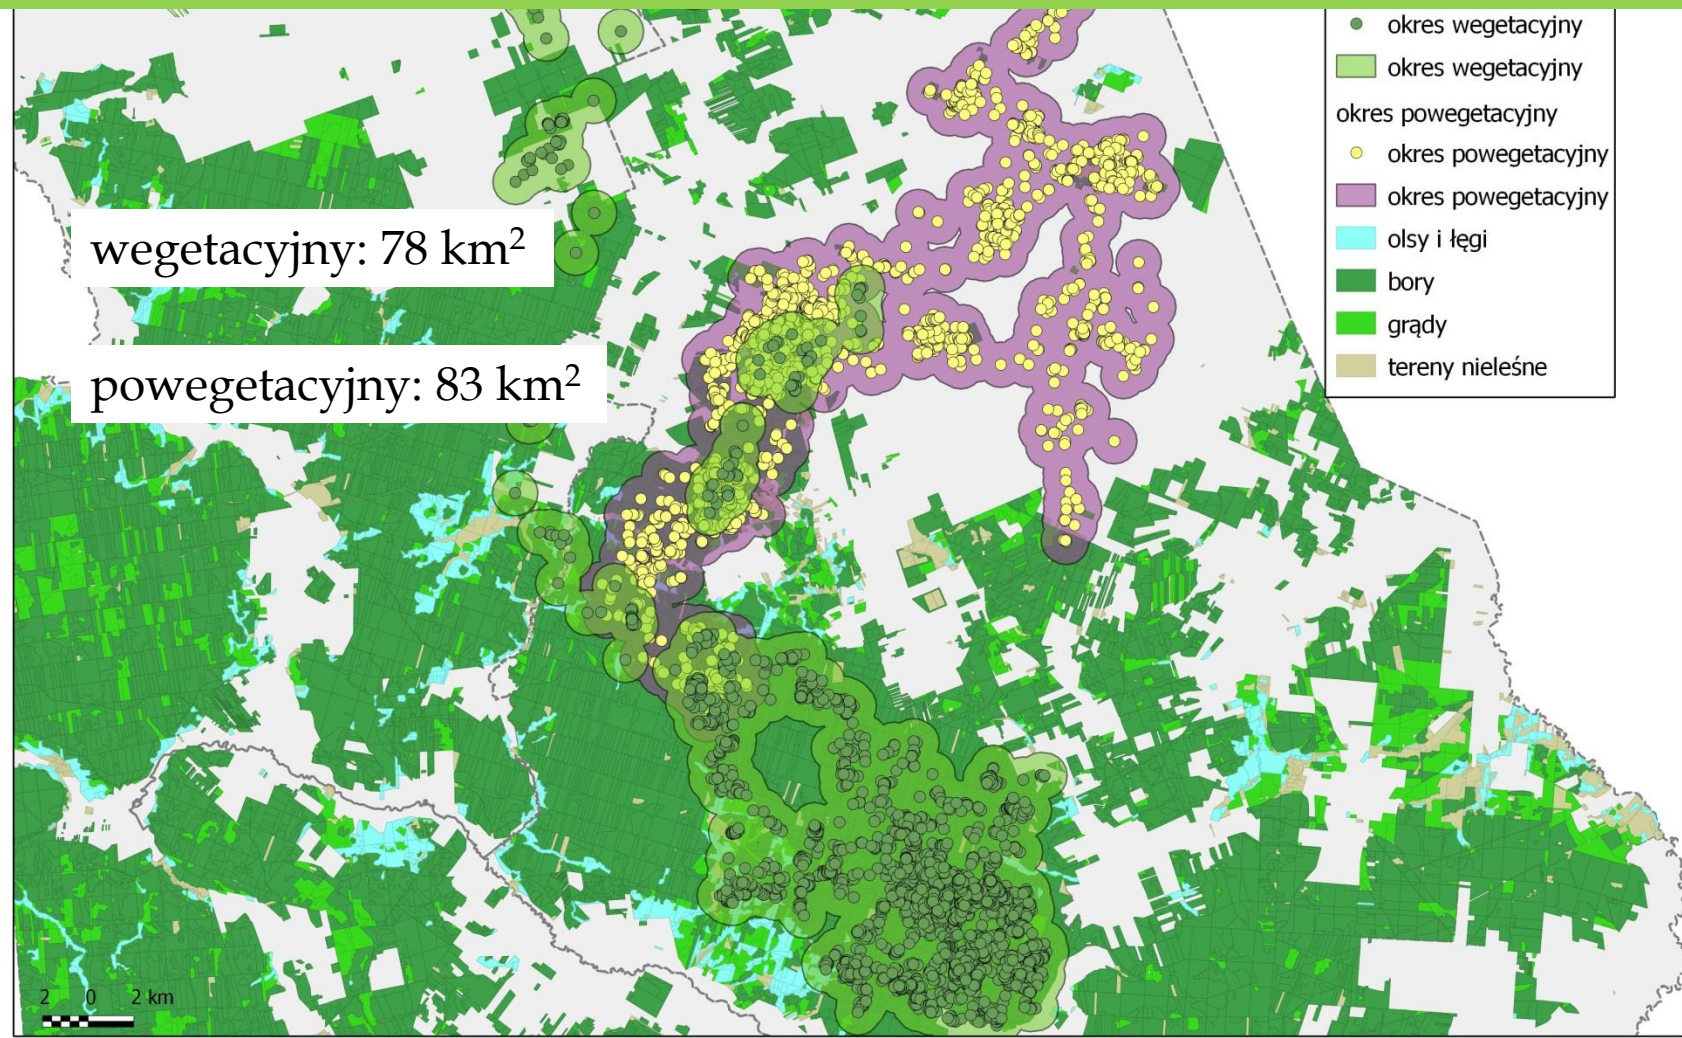 okres wegetacyjny
okres wegetacyjny
okres powegetacyjny
okres powegetacyjny
okres powegetacyjny
olsy i łęgi
bory
grądy
tereny nieleśne
wegetacyjny: 78 km²
powegetacyjny: 83 km²
2 0 2 km